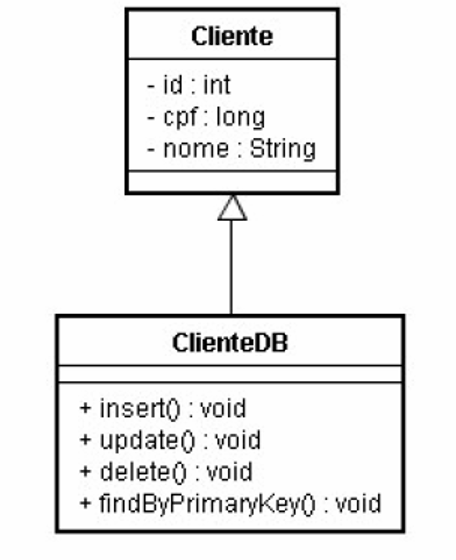 Cliente
- id : int
- cpf : long
- nome : String
ClienteDB
+ insert() : void
+ update() : void
+ delete() : void
+ findByPrimaryKey() : void